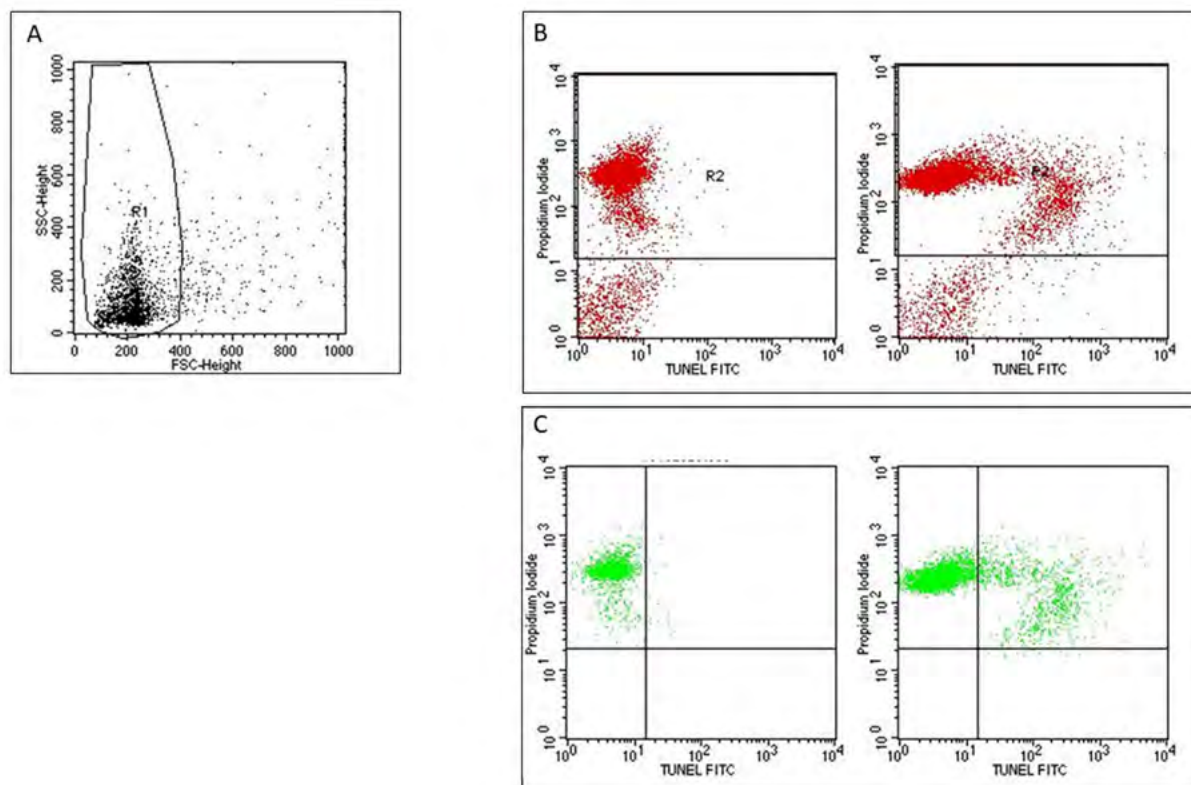 A
1000
800
600
400
200
0
SSC-Height
R1
0 200 400 600 800 1000
FSC-Height
B
10^4
10^3
10^2
10^1
10^0
Propidium Iodide
R2
10^0 10^1 10^2 10^3 10^4
TUNEL FITC
10^4
10^3
10^2
10^1
10^0
Propidium Iodide
R2
10^0 10^1 10^2 10^3 10^4
TUNEL FITC
C
10^4
10^3
10^2
10^1
10^0
Propidium Iodide
10^0 10^1 10^2 10^3 10^4
TUNEL FITC
10^4
10^3
10^2
10^1
10^0
Propidium Iodide
10^0 10^1 10^2 10^3 10^4
TUNEL FITC